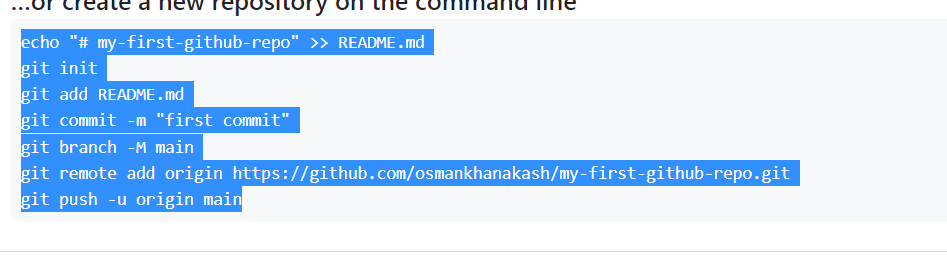 ...or create a new repository on the command line
echo "# my-first-github-repo" >> README.md
git init
git add README.md
git commit -m "first commit"
git branch -M main
git remote add origin https://github.com/osmankhanakash/my-first-github-repo.git
git push -u origin main